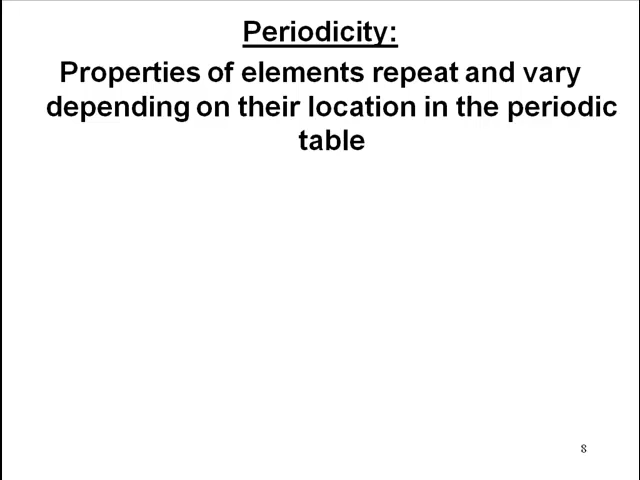 Periodicity:
Properties of elements repeat and vary
depending on their location in the periodic
table
8